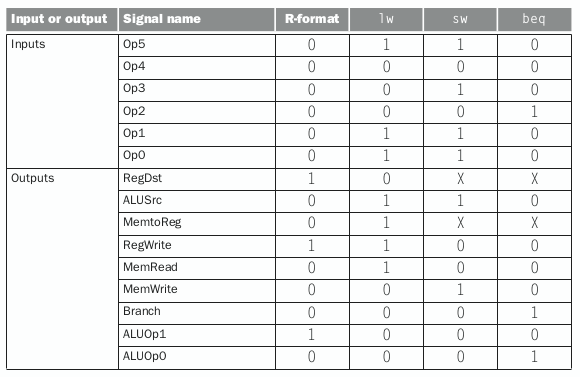 Input or output Signal name R-format lw sw beq
Inputs Op5 0 1 1 0
Op4 0 0 0 0
Op3 0 0 1 0
Op2 0 0 0 1
Op1 0 1 1 0
Op0 0 1 1 0
Outputs RegDst 1 0 X X
ALUSrc 0 1 1 0
MemtoReg 0 1 X X
RegWrite 1 1 0 0
MemRead 0 1 0 0
MemWrite 0 0 1 0
Branch 0 0 0 1
ALUOp1 1 0 0 0
ALUOp0 0 0 0 1